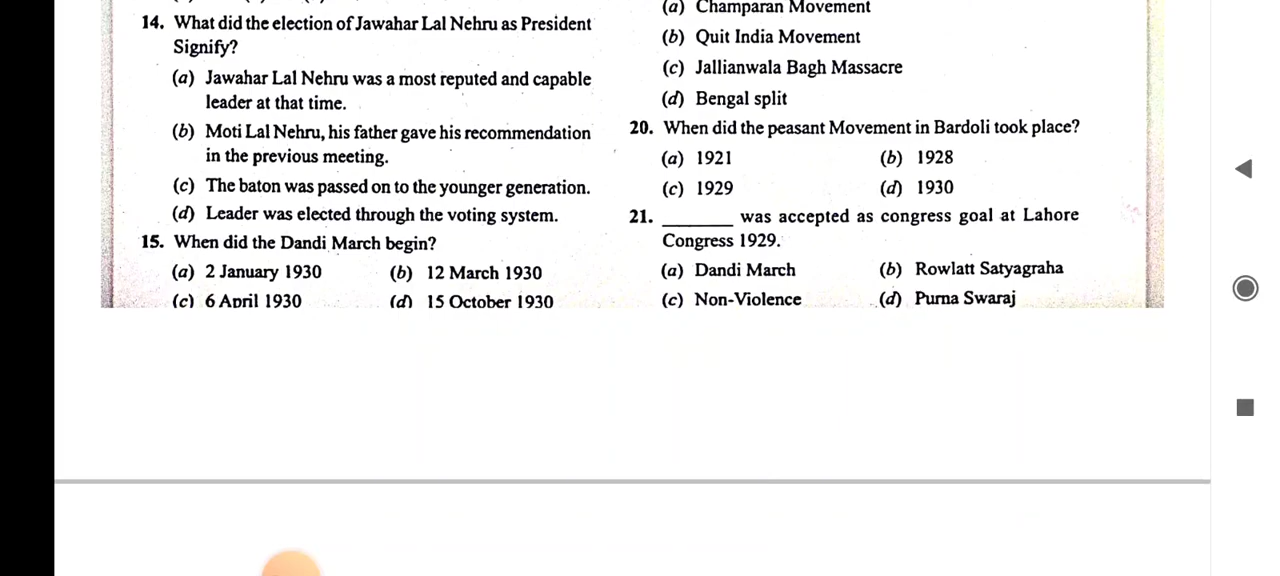 14. What did the election of Jawahar Lal Nehru as President
Signify?
(a) Jawahar Lal Nehru was a most reputed and capable
leader at that time.
(b) Moti Lal Nehru, his father gave his recommendation
in the previous meeting.
(c) The baton was passed on to the younger generation.
(d) Leader was elected through the voting system.
15. When did the Dandi March begin?
(a) 2 January 1930 (b) 12 March 1930
(c) 6 April 1930 (d) 15 October 1930
(a) Champaran Movement
(b) Quit India Movement
(c) Jallianwala Bagh Massacre
(d) Bengal split
20. When did the peasant Movement in Bardoli took place?
(a) 1921 (b) 1928
(c) 1929 (d) 1930
21. _______ was accepted as congress goal at Lahore
Congress 1929.
(a) Dandi March (b) Rowlatt Satyagraha
(c) Non-Violence (d) Purna Swaraj